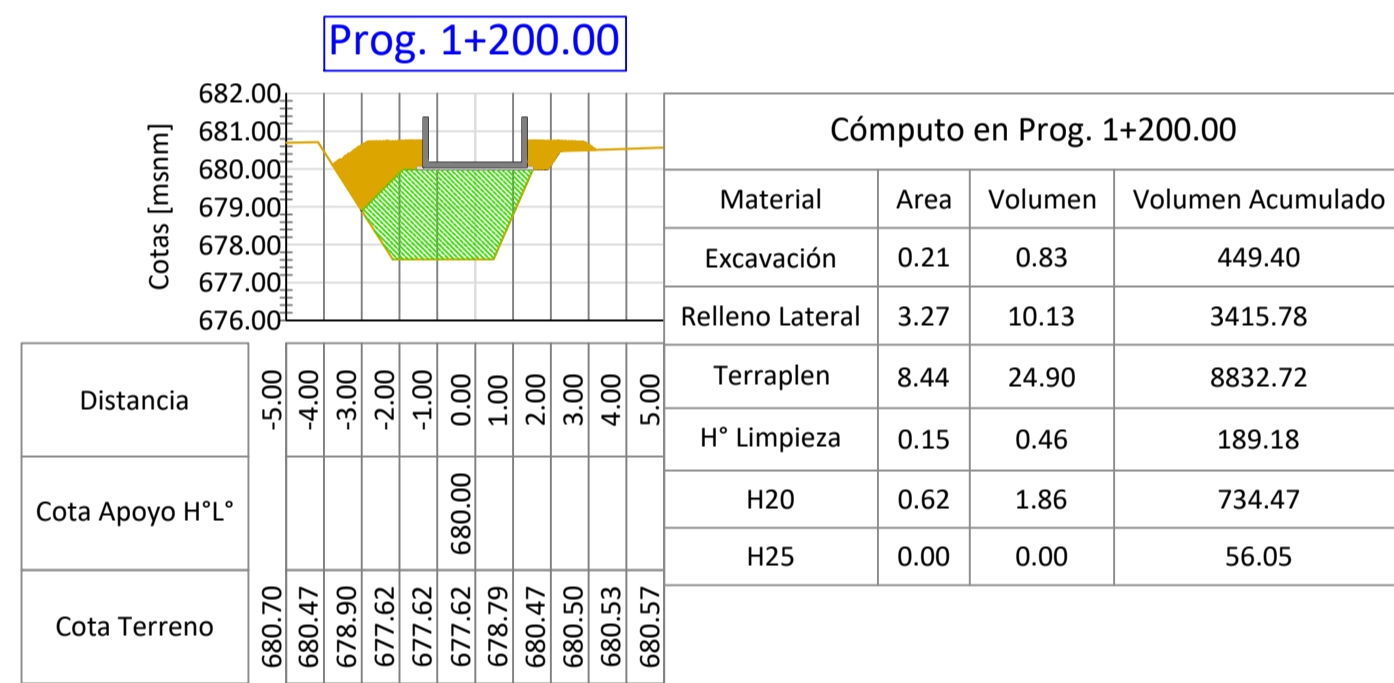 Prog. 1+200.00
682.00
681.00
680.00
679.00
678.00
677.00
676.00
Cotas [msnm]
Distancia -5.00 -4.00 -3.00 -2.00 -1.00 0.00 1.00 2.00 3.00 4.00 5.00
Cota Apoyo H°L° 680.00
Cota Terreno 680.70 680.47 678.90 677.62 677.62 677.62 678.79 680.47 680.50 680.53 680.57
Cómputo en Prog. 1+200.00
Material Area Volumen Volumen Acumulado
Excavación 0.21 0.83 449.40
Relleno Lateral 3.27 10.13 3415.78
Terraplen 8.44 24.90 8832.72
H° Limpieza 0.15 0.46 189.18
H20 0.62 1.86 734.47
H25 0.00 0.00 56.05